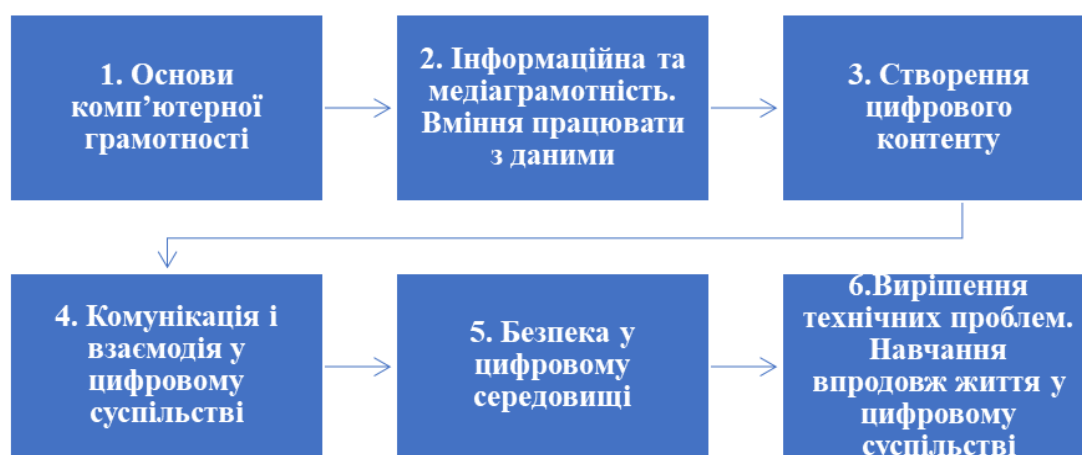 1. Основи
комп’ютерної
грамотності
2. Інформаційна та
медіаграмотність.
Вміння працювати
з даними
3. Створення
цифрового
контенту
4. Комунікація і
взаємодія у
цифровому
суспільстві
5. Безпека у
цифровому
середовищі
6.Вирішення
технічних проблем.
Навчання
впродовж життя у
цифровому
суспільстві